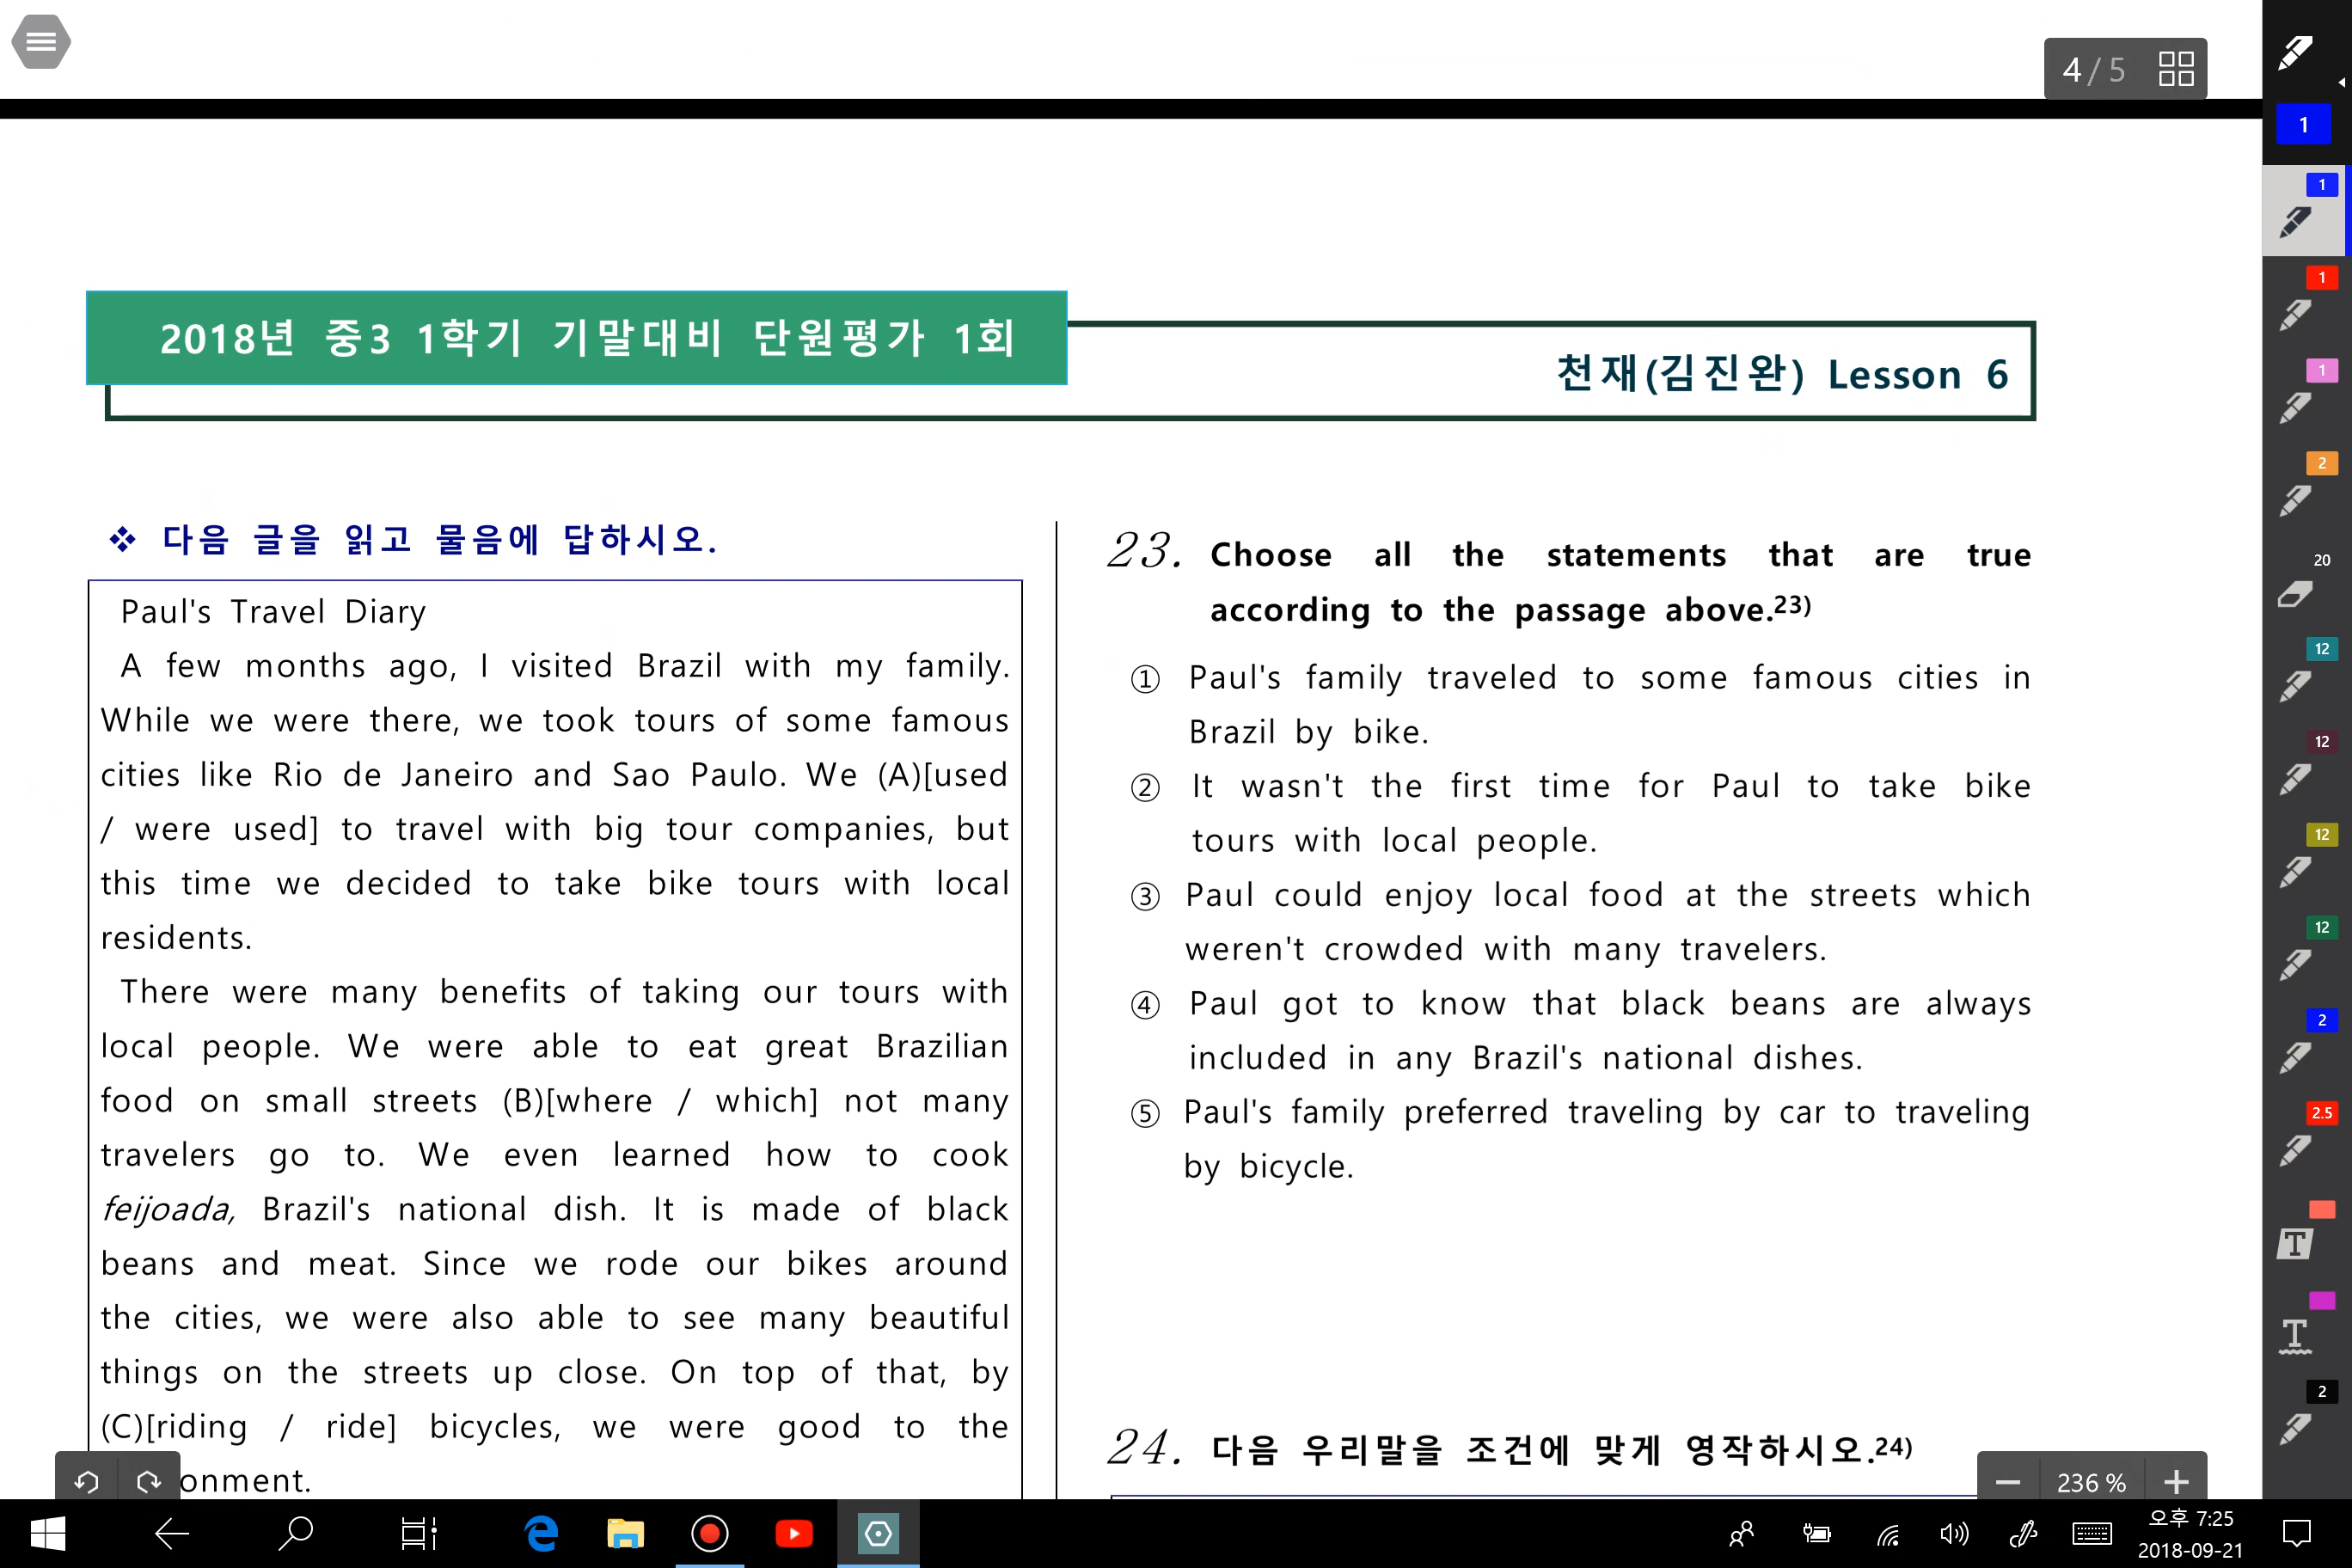 4 / 5
2018년 중3 1학기 기말대비 단원평가 1회
천재(김진완) Lesson 6
❖ 다음 글을 읽고 물음에 답하시오.
Paul's Travel Diary
A few months ago, I visited Brazil with my family.
While we were there, we took tours of some famous
cities like Rio de Janeiro and Sao Paulo. We (A)[used
/ were used] to travel with big tour companies, but
this time we decided to take bike tours with local
residents.
There were many benefits of taking our tours with
local people. We were able to eat great Brazilian
food on small streets (B)[where / which] not many
travelers go to. We even learned how to cook
feijoada, Brazil's national dish. It is made of black
beans and meat. Since we rode our bikes around
the cities, we were also able to see many beautiful
things on the streets up close. On top of that, by
(C)[riding / ride] bicycles, we were good to the
onment.
23. Choose all the statements that are true
according to the passage above.23)
① Paul's family traveled to some famous cities in
Brazil by bike.
② It wasn't the first time for Paul to take bike
tours with local people.
③ Paul could enjoy local food at the streets which
weren't crowded with many travelers.
④ Paul got to know that black beans are always
included in any Brazil's national dishes.
⑤ Paul's family preferred traveling by car to traveling
by bicycle.
24. 다음 우리말을 조건에 맞게 영작하시오.24)
236 %
1
1
1
1
2
20
12
12
12
12
2
2.5
T
T
2
오후 7:25
2018-09-21